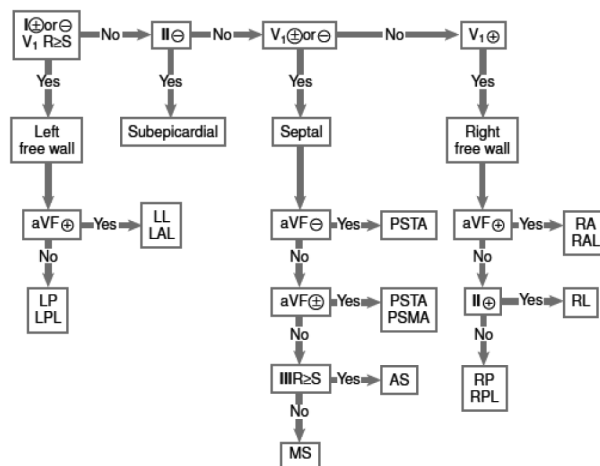 I⊕or⊖
V1 R≥S
No
II⊖
No
V1⊕or⊖
No
V1⊕
Yes
Yes
Yes
Yes
Left
free wall
Subepicardial
Septal
Right
free wall
aVF⊕
Yes
LL
LAL
aVF⊖
Yes
PSTA
aVF⊕
Yes
RA
RAL
No
No
No
LP
LPL
aVF±
Yes
PSTA
PSMA
II⊕
Yes
RL
No
No
IIIR≥S
Yes
AS
RP
RPL
No
MS